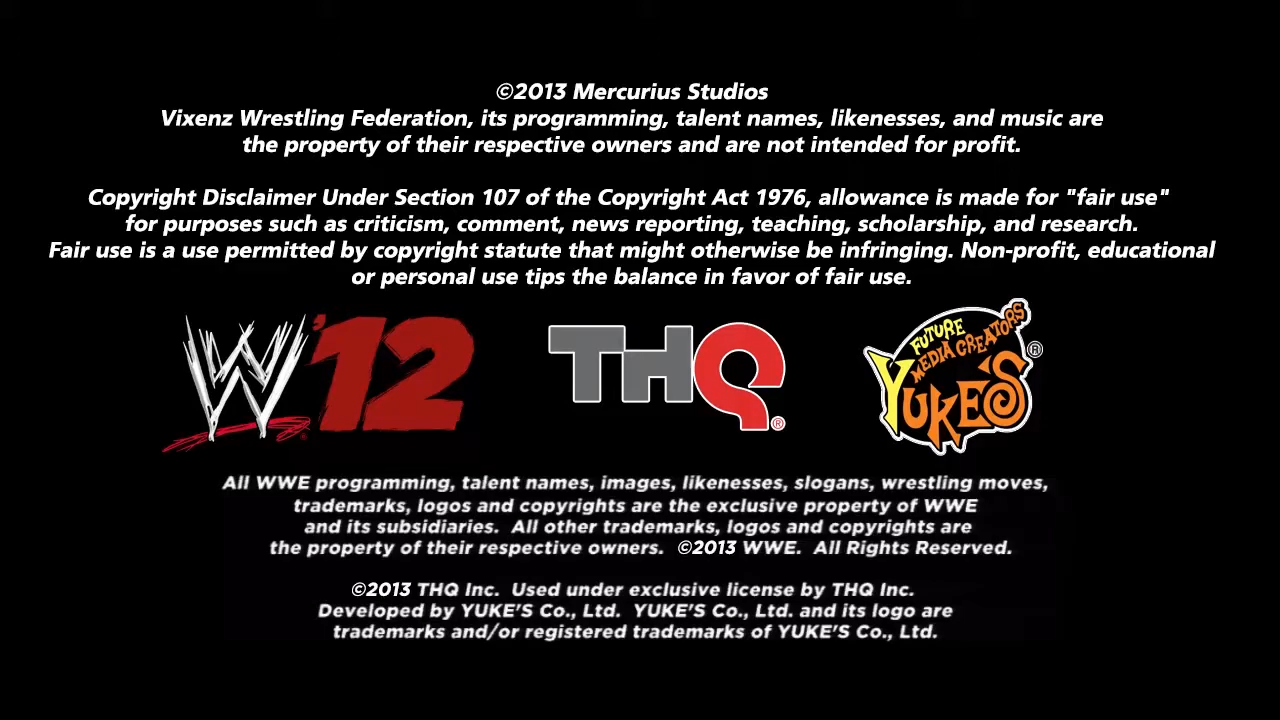 ©2013 Mercurius Studios
Vixenz Wrestling Federation, its programming, talent names, likenesses, and music are
the property of their respective owners and are not intended for profit.
Copyright Disclaimer Under Section 107 of the Copyright Act 1976, allowance is made for "fair use"
for purposes such as criticism, comment, news reporting, teaching, scholarship, and research.
Fair use is a use permitted by copyright statute that might otherwise be infringing. Non-profit, educational
or personal use tips the balance in favor of fair use.
W '12
THQ®
FUTURE
MEDIA CREATORS
YUKE'S®
All WWE programming, talent names, images, likenesses, slogans, wrestling moves,
trademarks, logos and copyrights are the exclusive property of WWE
and its subsidiaries. All other trademarks, logos and copyrights are
the property of their respective owners. ©2013 WWE. All Rights Reserved.
©2013 THQ Inc. Used under exclusive license by THQ Inc.
Developed by YUKE'S Co., Ltd. YUKE'S Co., Ltd. and its logo are
trademarks and/or registered trademarks of YUKE'S Co., Ltd.